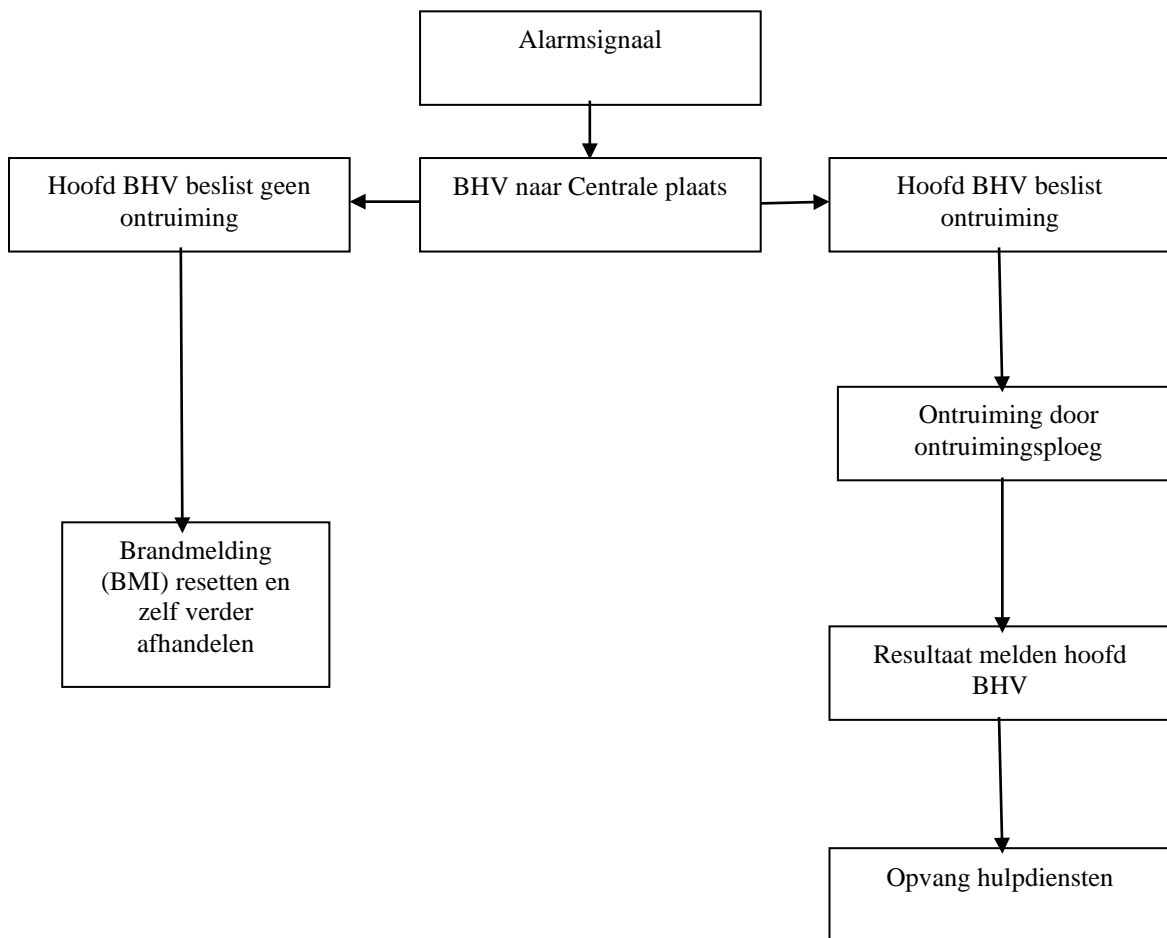 Alarmsignaal
Hoofd BHV beslist geen
ontruiming
BHV naar Centrale plaats
Hoofd BHV beslist
ontruiming
Ontruiming door
ontruimingsploeg
Brandmelding
(BMI) resetten en
zelf verder
afhandelen
Resultaat melden hoofd
BHV
Opvang hulpdiensten